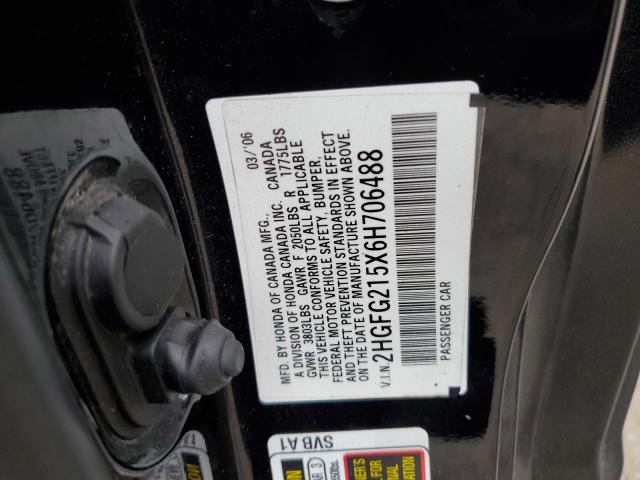 MFD. BY HONDA OF CANADA MFG., 03/'06
A DIVISION OF HONDA CANADA INC. CANADA
GVWR 3803LBS GAWR F 2050LBS R 1775LBS
THIS VEHICLE CONFORMS TO ALL APPLICABLE
FEDERAL MOTOR VEHICLE SAFETY, BUMPER,
AND THEFT PREVENTION STANDARDS IN EFFECT
ON THE DATE OF MANUFACTURE SHOWN ABOVE.
V.I.N. 2HGFG215X6H706488
PASSENGER CAR
SVB A1